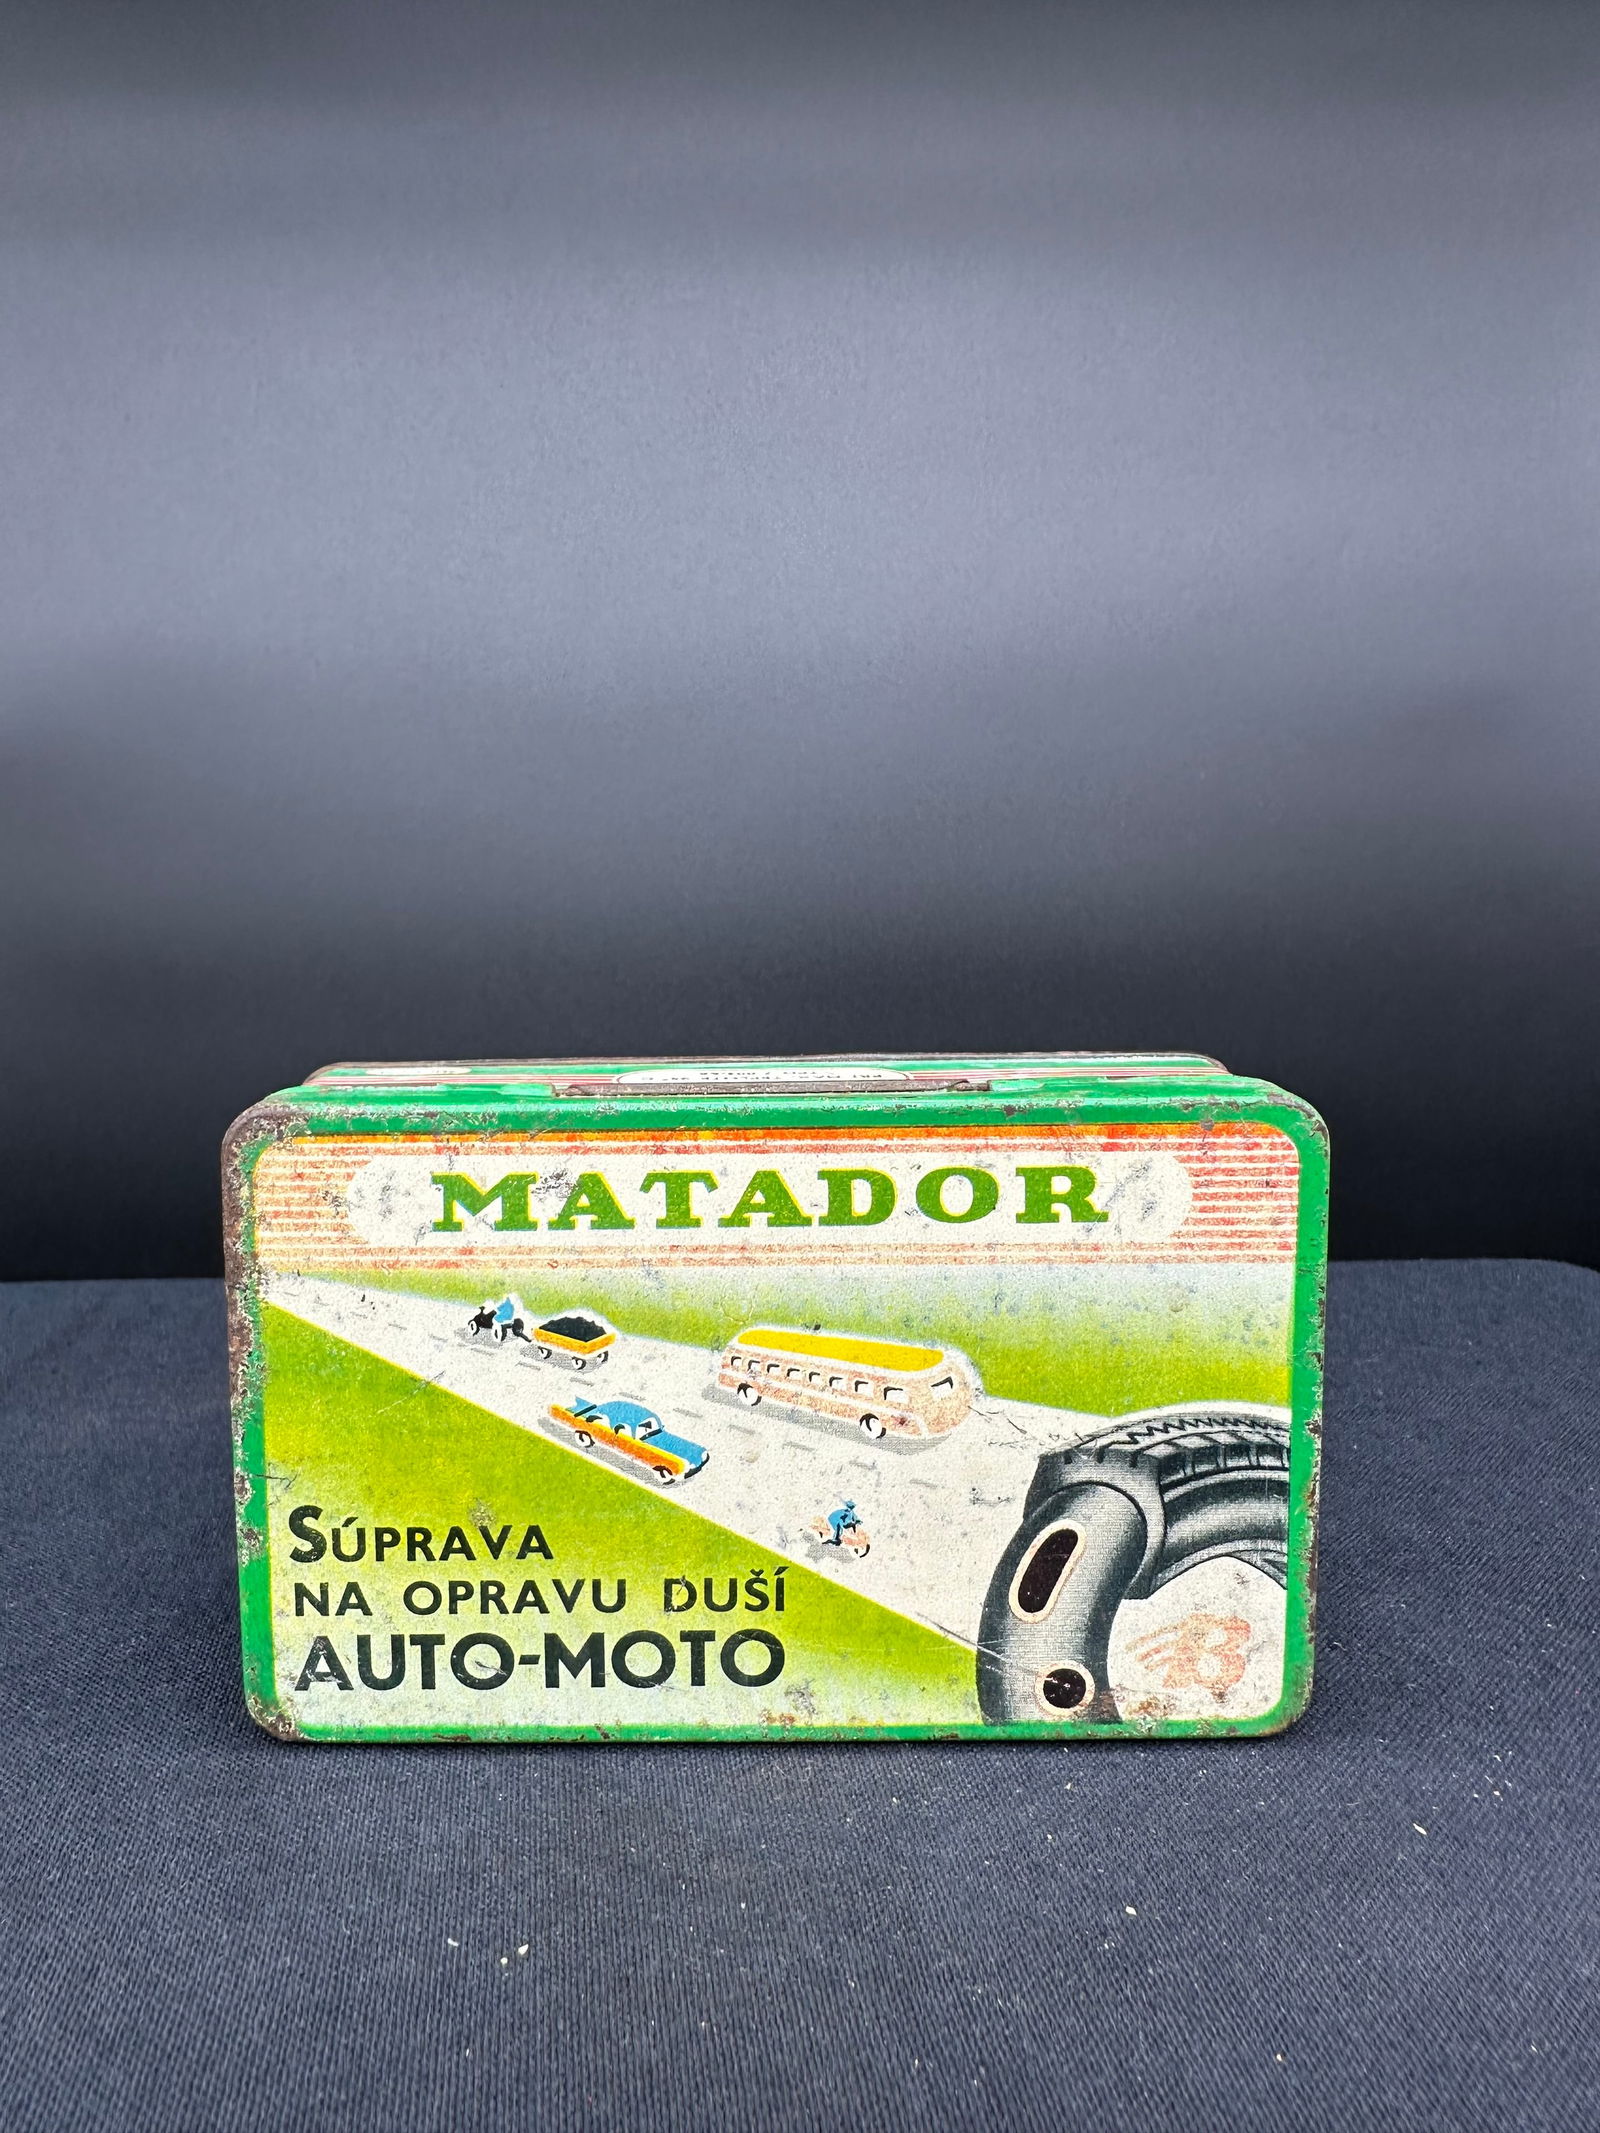 MATADOR
SÚPRAVA
NA OPRAVU DUŠÍ
AUTO-MOTO
B